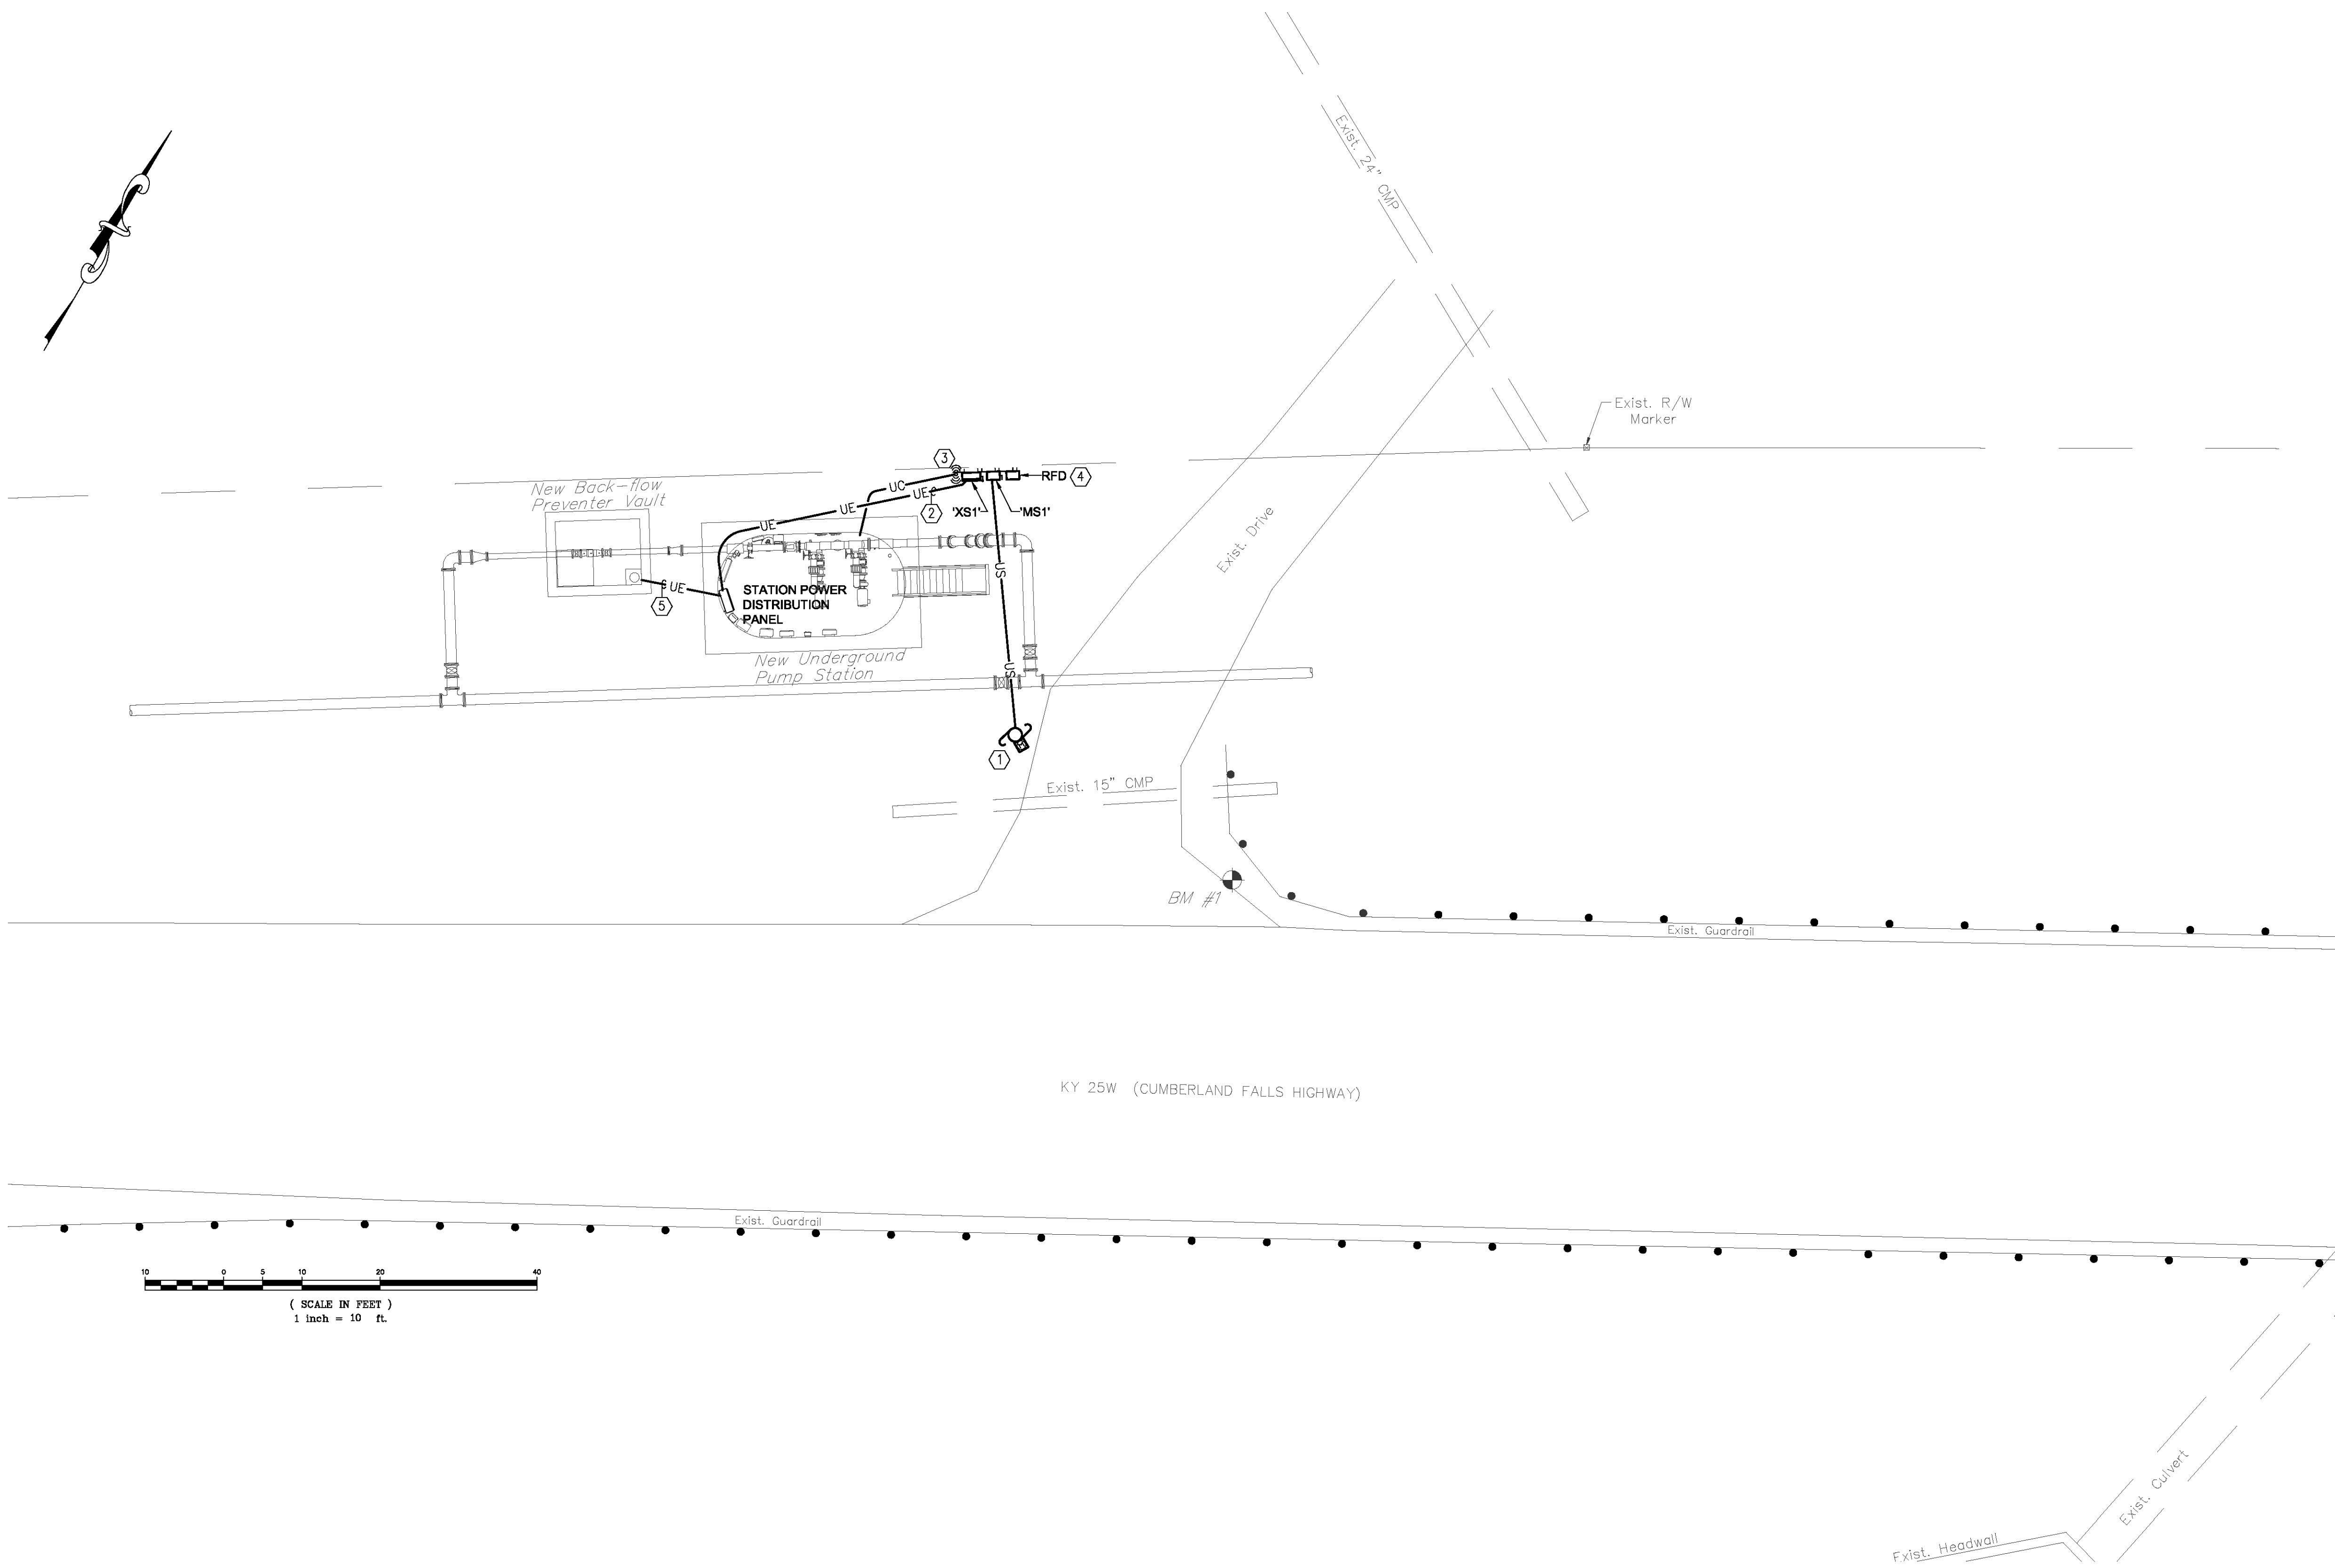 Exist. 24" CMP
Exist. R/W
Marker
3
RFD
4
New Back-flow
Preventer Vault
UC
UE
UE
UE
2
'XS1'
'MS1'
Exist. Drive
US
5
UE
STATION POWER
DISTRIBUTION
PANEL
New Underground
Pump Station
US
1
Exist. 15" CMP
BM #1
Exist. Guardrail
KY 25W (CUMBERLAND FALLS HIGHWAY)
Exist. Guardrail
10 0 5 10 20 40
( SCALE IN FEET )
1 inch = 10 ft.
Exist. Culvert
Exist. Headwall